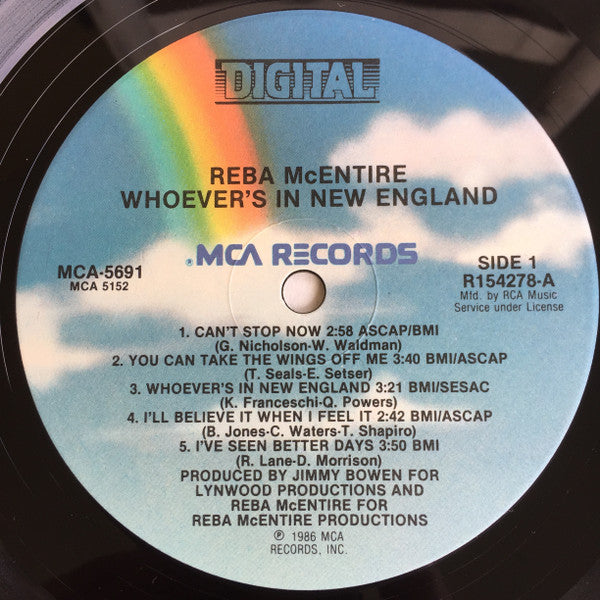 DIGITAL
REBA McENTIRE
WHOEVER'S IN NEW ENGLAND
®MCA RECORDS
MCA-5691
MCA 5152
SIDE 1
R154278-A
Mfd. by RCA Music
Service under License
1. CAN'T STOP NOW 2:58 ASCAP/BMI
(G. Nicholson-W. Waldman)
2. YOU CAN TAKE THE WINGS OFF ME 3:40 BMI/ASCAP
(T. Seals-E. Setser)
3. WHOEVER'S IN NEW ENGLAND 3:21 BMI/SESAC
(K. Franceschi-Q. Powers)
4. I'LL BELIEVE IT WHEN I FEEL IT 2:42 BMI/ASCAP
(B. Jones-C. Waters-T. Shapiro)
5. I'VE SEEN BETTER DAYS 3:50 BMI
(R. Lane-D. Morrison)
PRODUCED BY JIMMY BOWEN FOR
LYNWOOD PRODUCTIONS AND
REBA McENTIRE FOR
REBA McENTIRE PRODUCTIONS
℗ 1986 MCA
RECORDS, INC.